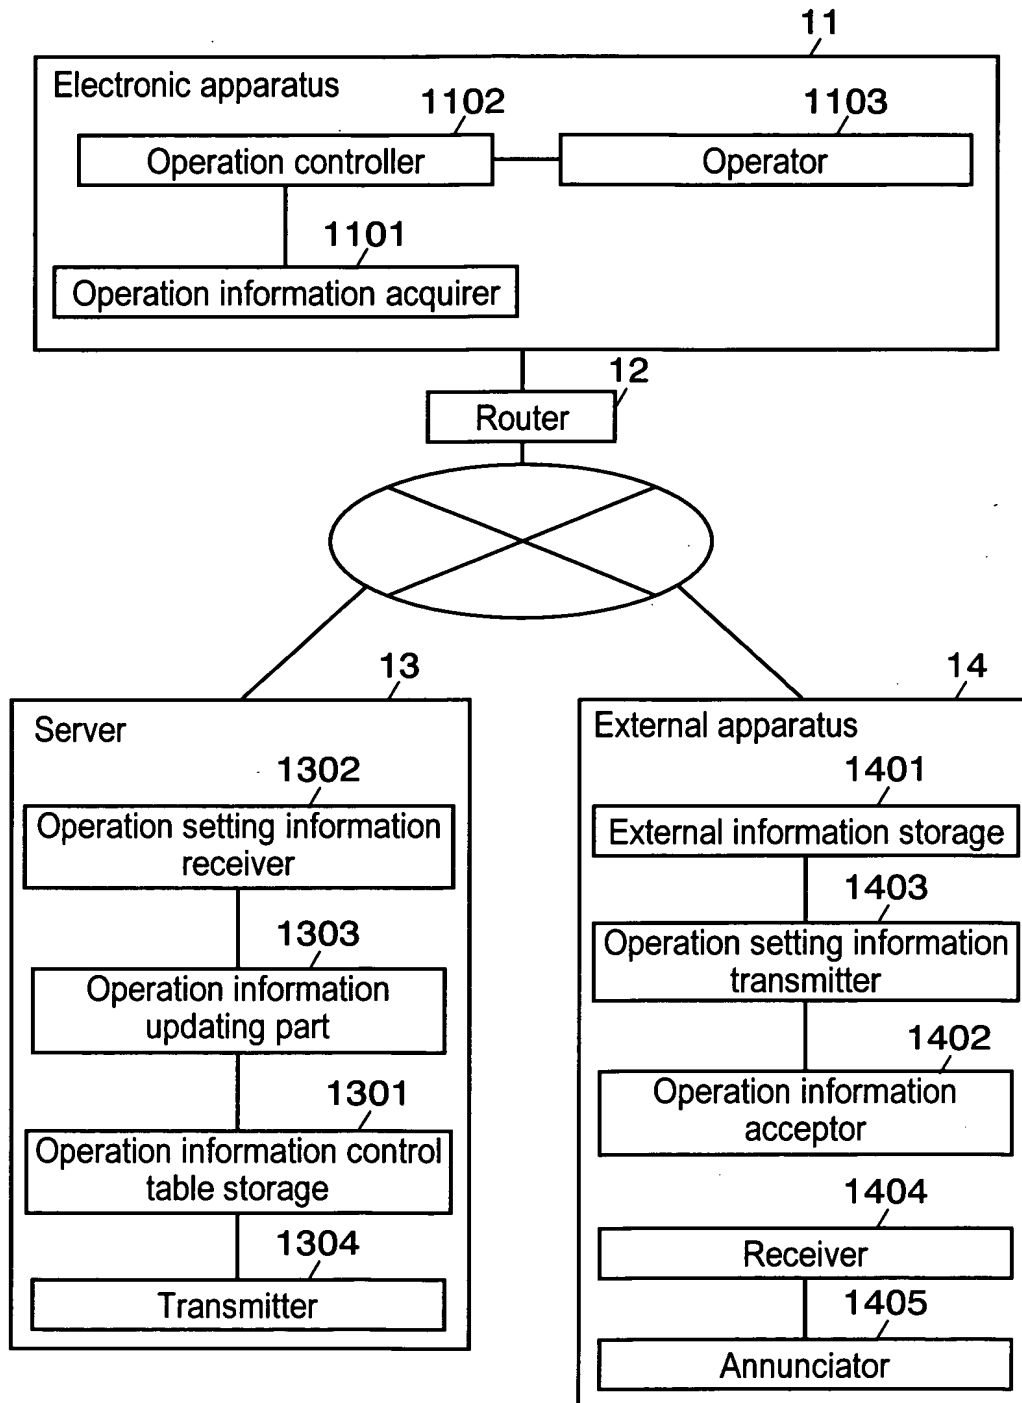 11
Electronic apparatus
1102
1103
Operation controller
Operator
1101
Operation information acquirer
12
Router
13
Server
1302
Operation setting information
receiver
1303
Operation information
updating part
1301
Operation information control
table storage
1304
Transmitter
14
External apparatus
1401
External information storage
1403
Operation setting information
transmitter
1402
Operation information
acceptor
1404
Receiver
1405
Annunciator